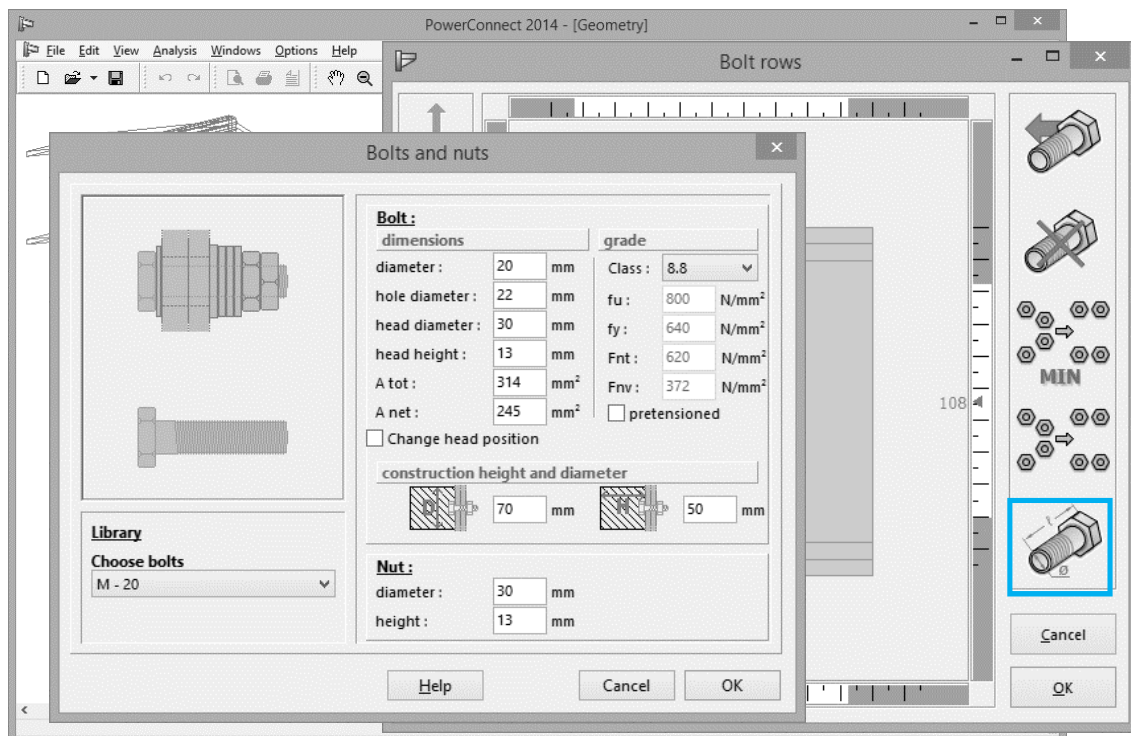 PowerConnect 2014 - [Geometry]
File Edit View Analysis Windows Options Help
Bolt rows
Bolts and nuts
Bolt :
dimensions
grade
diameter : 20 mm
Class : 8.8
hole diameter : 22 mm
fu : 800 N/mm²
head diameter : 30 mm
fy : 640 N/mm²
head height : 13 mm
Fnt : 620 N/mm²
A tot : 314 mm²
Fnv : 372 N/mm²
A net : 245 mm²
pretensioned
Change head position
construction height and diameter
D 70 mm
M 50 mm
Library
Choose bolts
M - 20
Nut :
diameter : 30 mm
height : 13 mm
Help Cancel OK
MIN
108
ø
Cancel
OK